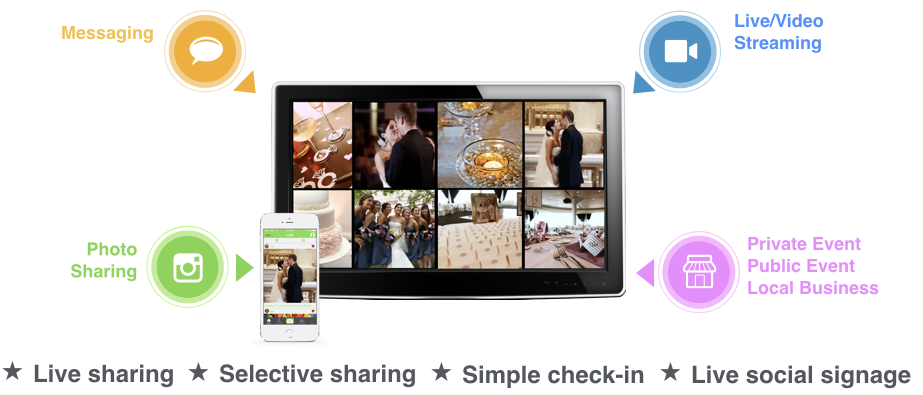 Messaging
Live/Video
Streaming
Photo
Sharing
Private Event
Public Event
Local Business
★ Live sharing ★ Selective sharing ★ Simple check-in ★ Live social signage